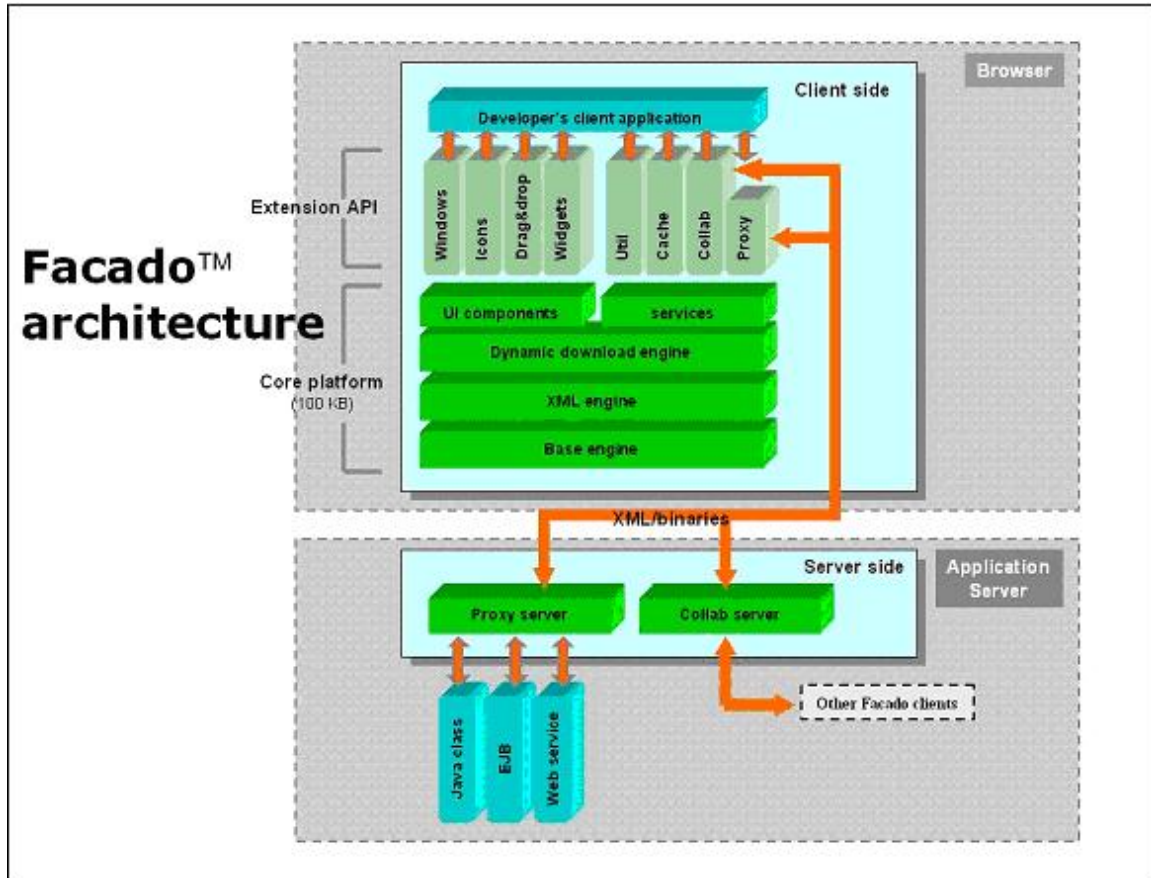 Browser
Client side
Developer's client application
Extension API
Windows
Icons
Drag&drop
Widgets
Util
Cache
Collab
Proxy
Facado™
architecture
UI components
services
Dynamic download engine
Core platform
(100 KB)
XML engine
Base engine
XML/binaries
Server side
Application
Server
Proxy server
Collab server
Java class
EJB
Web service
Other Facado clients